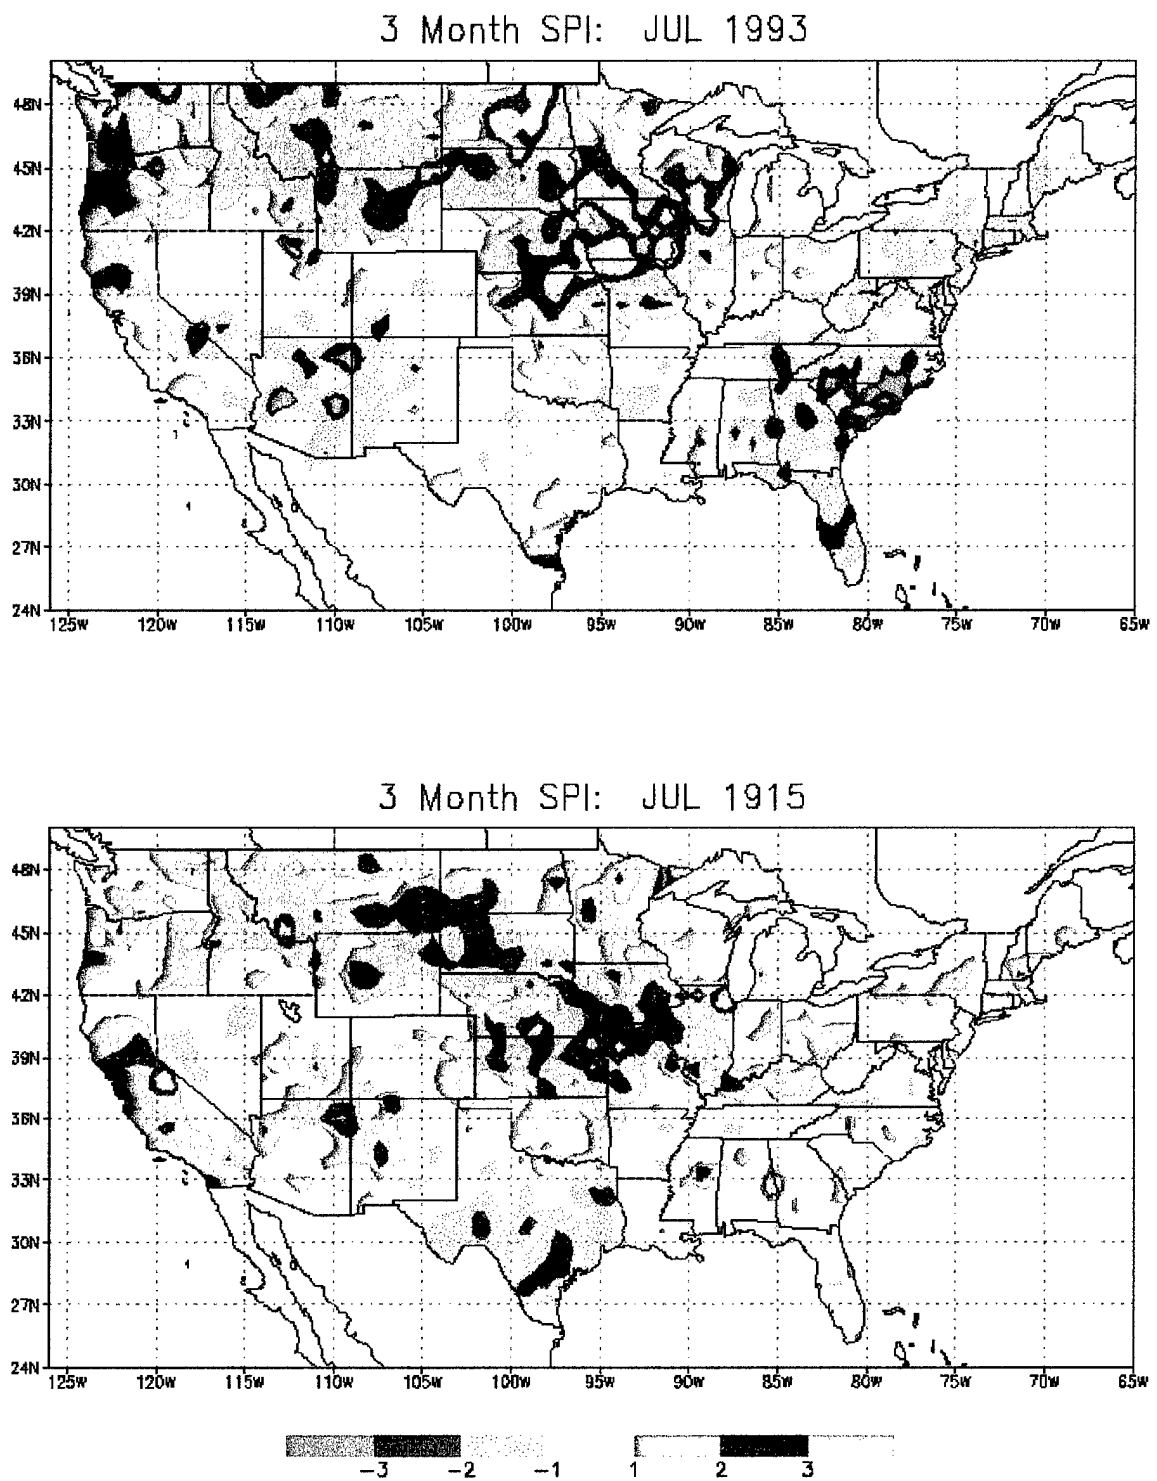 3 Month SPI: JUL 1993
48N
45N
42N
39N
36N
33N
30N
27N
24N
125W 120W 115W 110W 105W 100W 95W 90W 85W 80W 75W 70W 65W
3 Month SPI: JUL 1915
48N
45N
42N
39N
36N
33N
30N
27N
24N
125W 120W 115W 110W 105W 100W 95W 90W 85W 80W 75W 70W 65W
-3 -2 -1 1 2 3